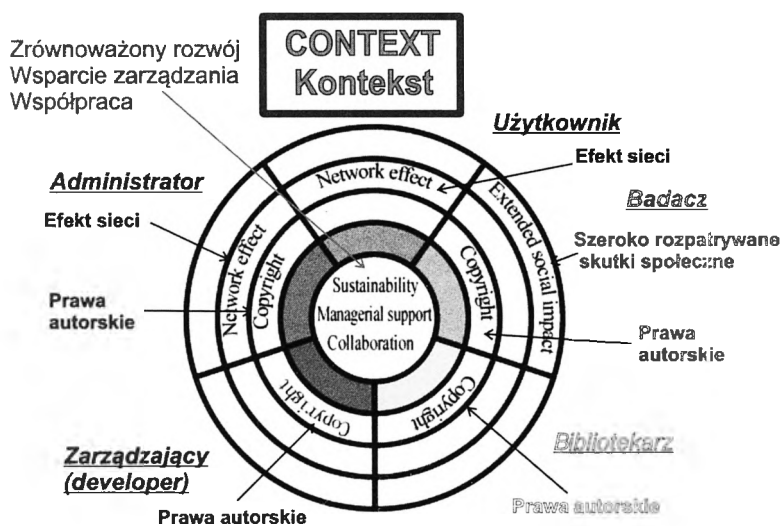 CONTEXT
Kontekst
Zrównoważony rozwój
Wsparcie zarządzania
Współpraca
Użytkownik
Efekt sieci
Administrator
Efekt sieci
Badacz
Szeroko rozpatrywane
skutki społeczne
Prawa
autorskie
Prawa
autorskie
Network effect
Network effect
Copyright
Extended social impact
Copyright
Sustainability
Managerial support
Collaboration
Copyright
Copyright
Zarządzający
(developer)
Prawa autorskie
Bibliotekarz
Prawa autorskie